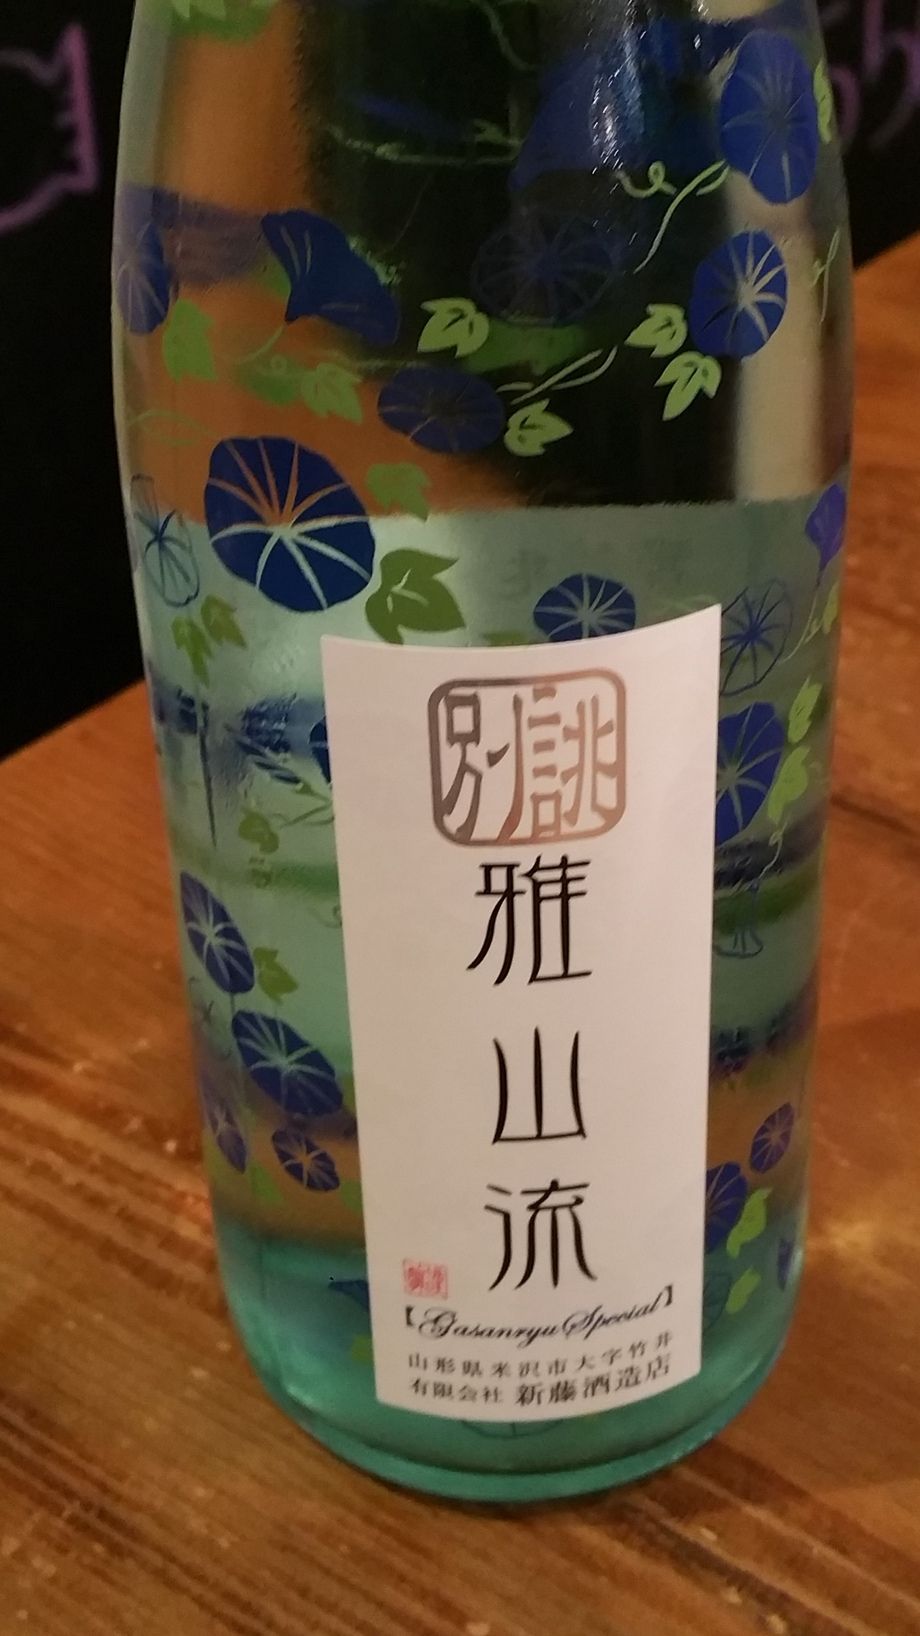 別誂
雅
山
流
【Gasanryu Special】
山形県米沢市大字竹井
有限会社 新藤酒造店